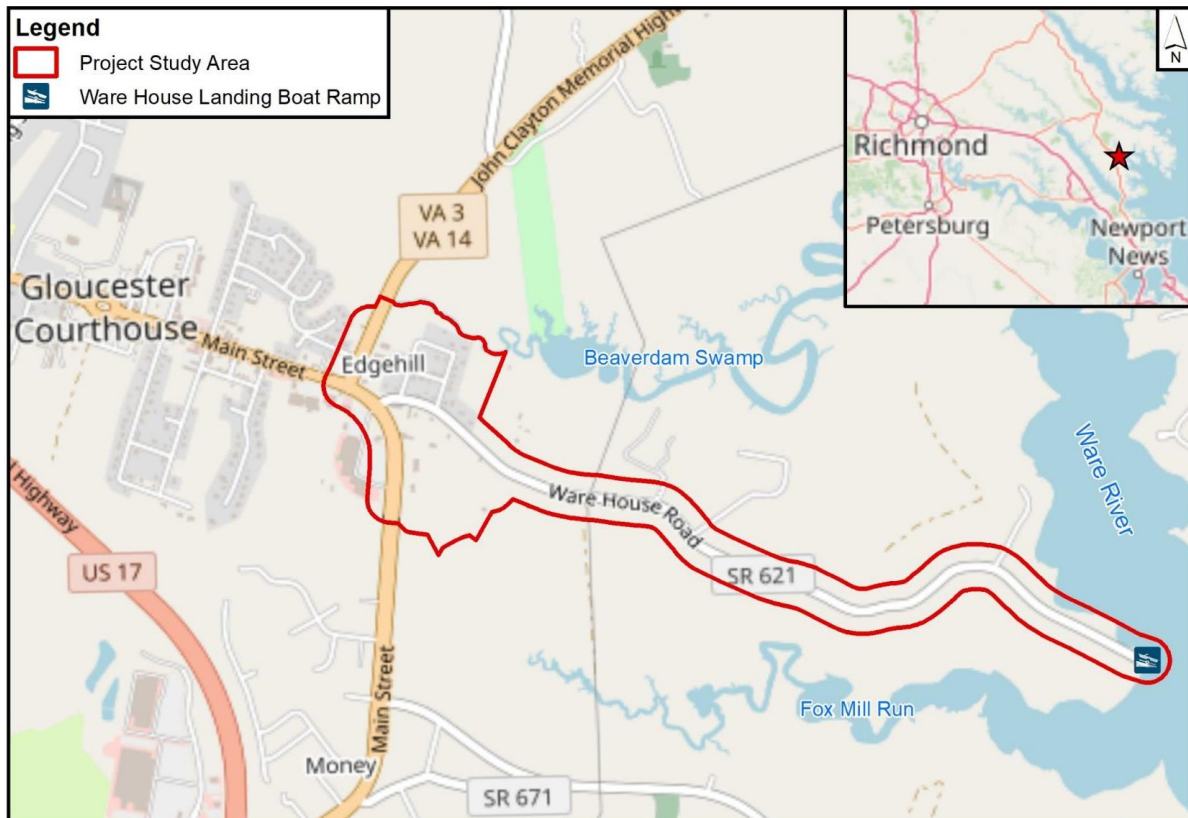 Legend
Project Study Area
Ware House Landing Boat Ramp
N
Richmond
Petersburg
Newport
News
John Clayton Memorial High
VA 3
VA 14
Gloucester
Courthouse
Main Street
Edgehill
Beaverdam Swamp
Ware River
Ware House Road
Highway
US 17
SR 621
Main Street
Fox Mill Run
Money
SR 671